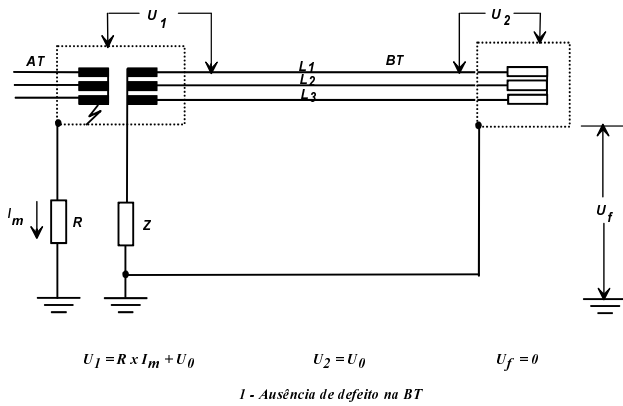 U1
U2
AT
L1
BT
L2
L3
Im
R
Z
Uf
U1 = R x Im + U0
U2 = U0
Uf = 0
1 - Ausência de defeito na BT